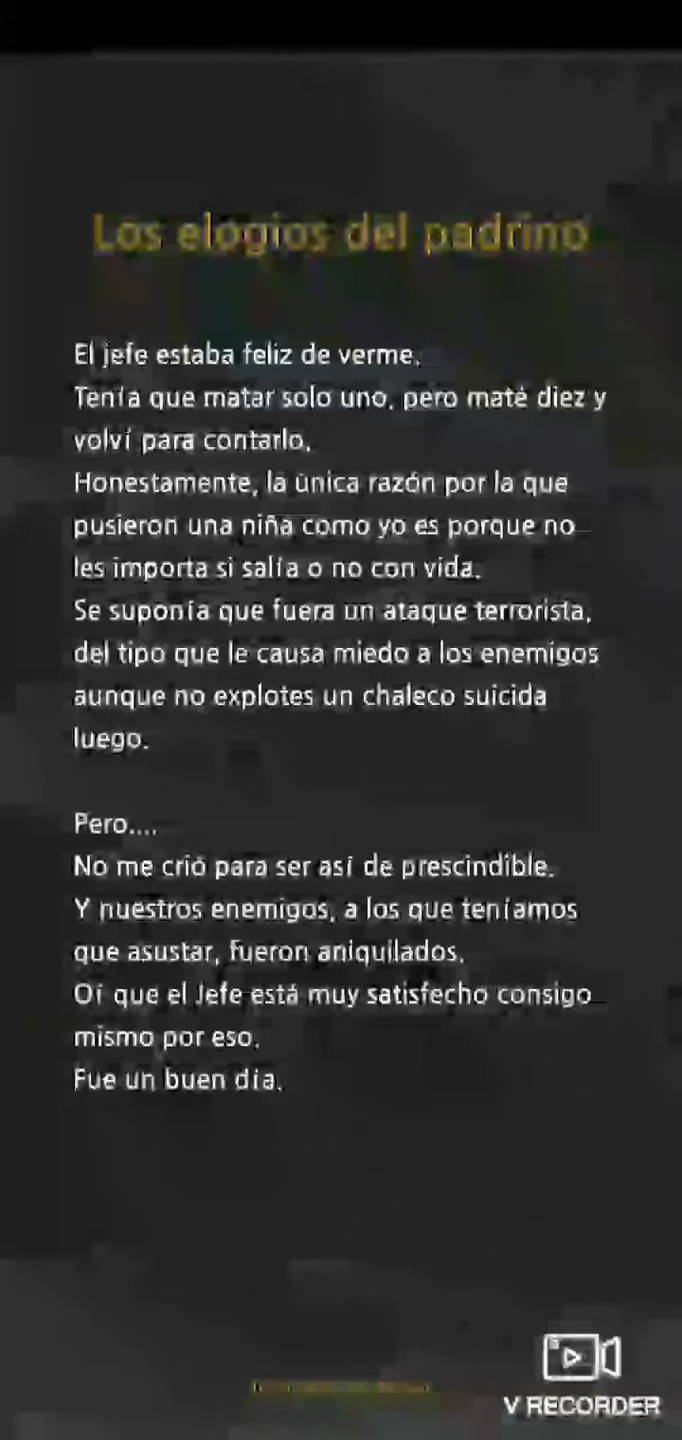 Los elogios del padrino
El jefe estaba feliz de verme.
Tenía que matar solo uno, pero maté diez y
volví para contarlo.
Honestamente, la única razón por la que
pusieron una niña como yo es porque no
les importa si salía o no con vida.
Se suponía que fuera un ataque terrorista,
del tipo que le causa miedo a los enemigos
aunque no explotes un chaleco suicida
luego.
Pero....
No me crió para ser así de prescindible.
Y nuestros enemigos, a los que teníamos
que asustar, fueron aniquilados.
Oí que el Jefe está muy satisfecho consigo
mismo por eso.
Fue un buen día.
V RECORDER